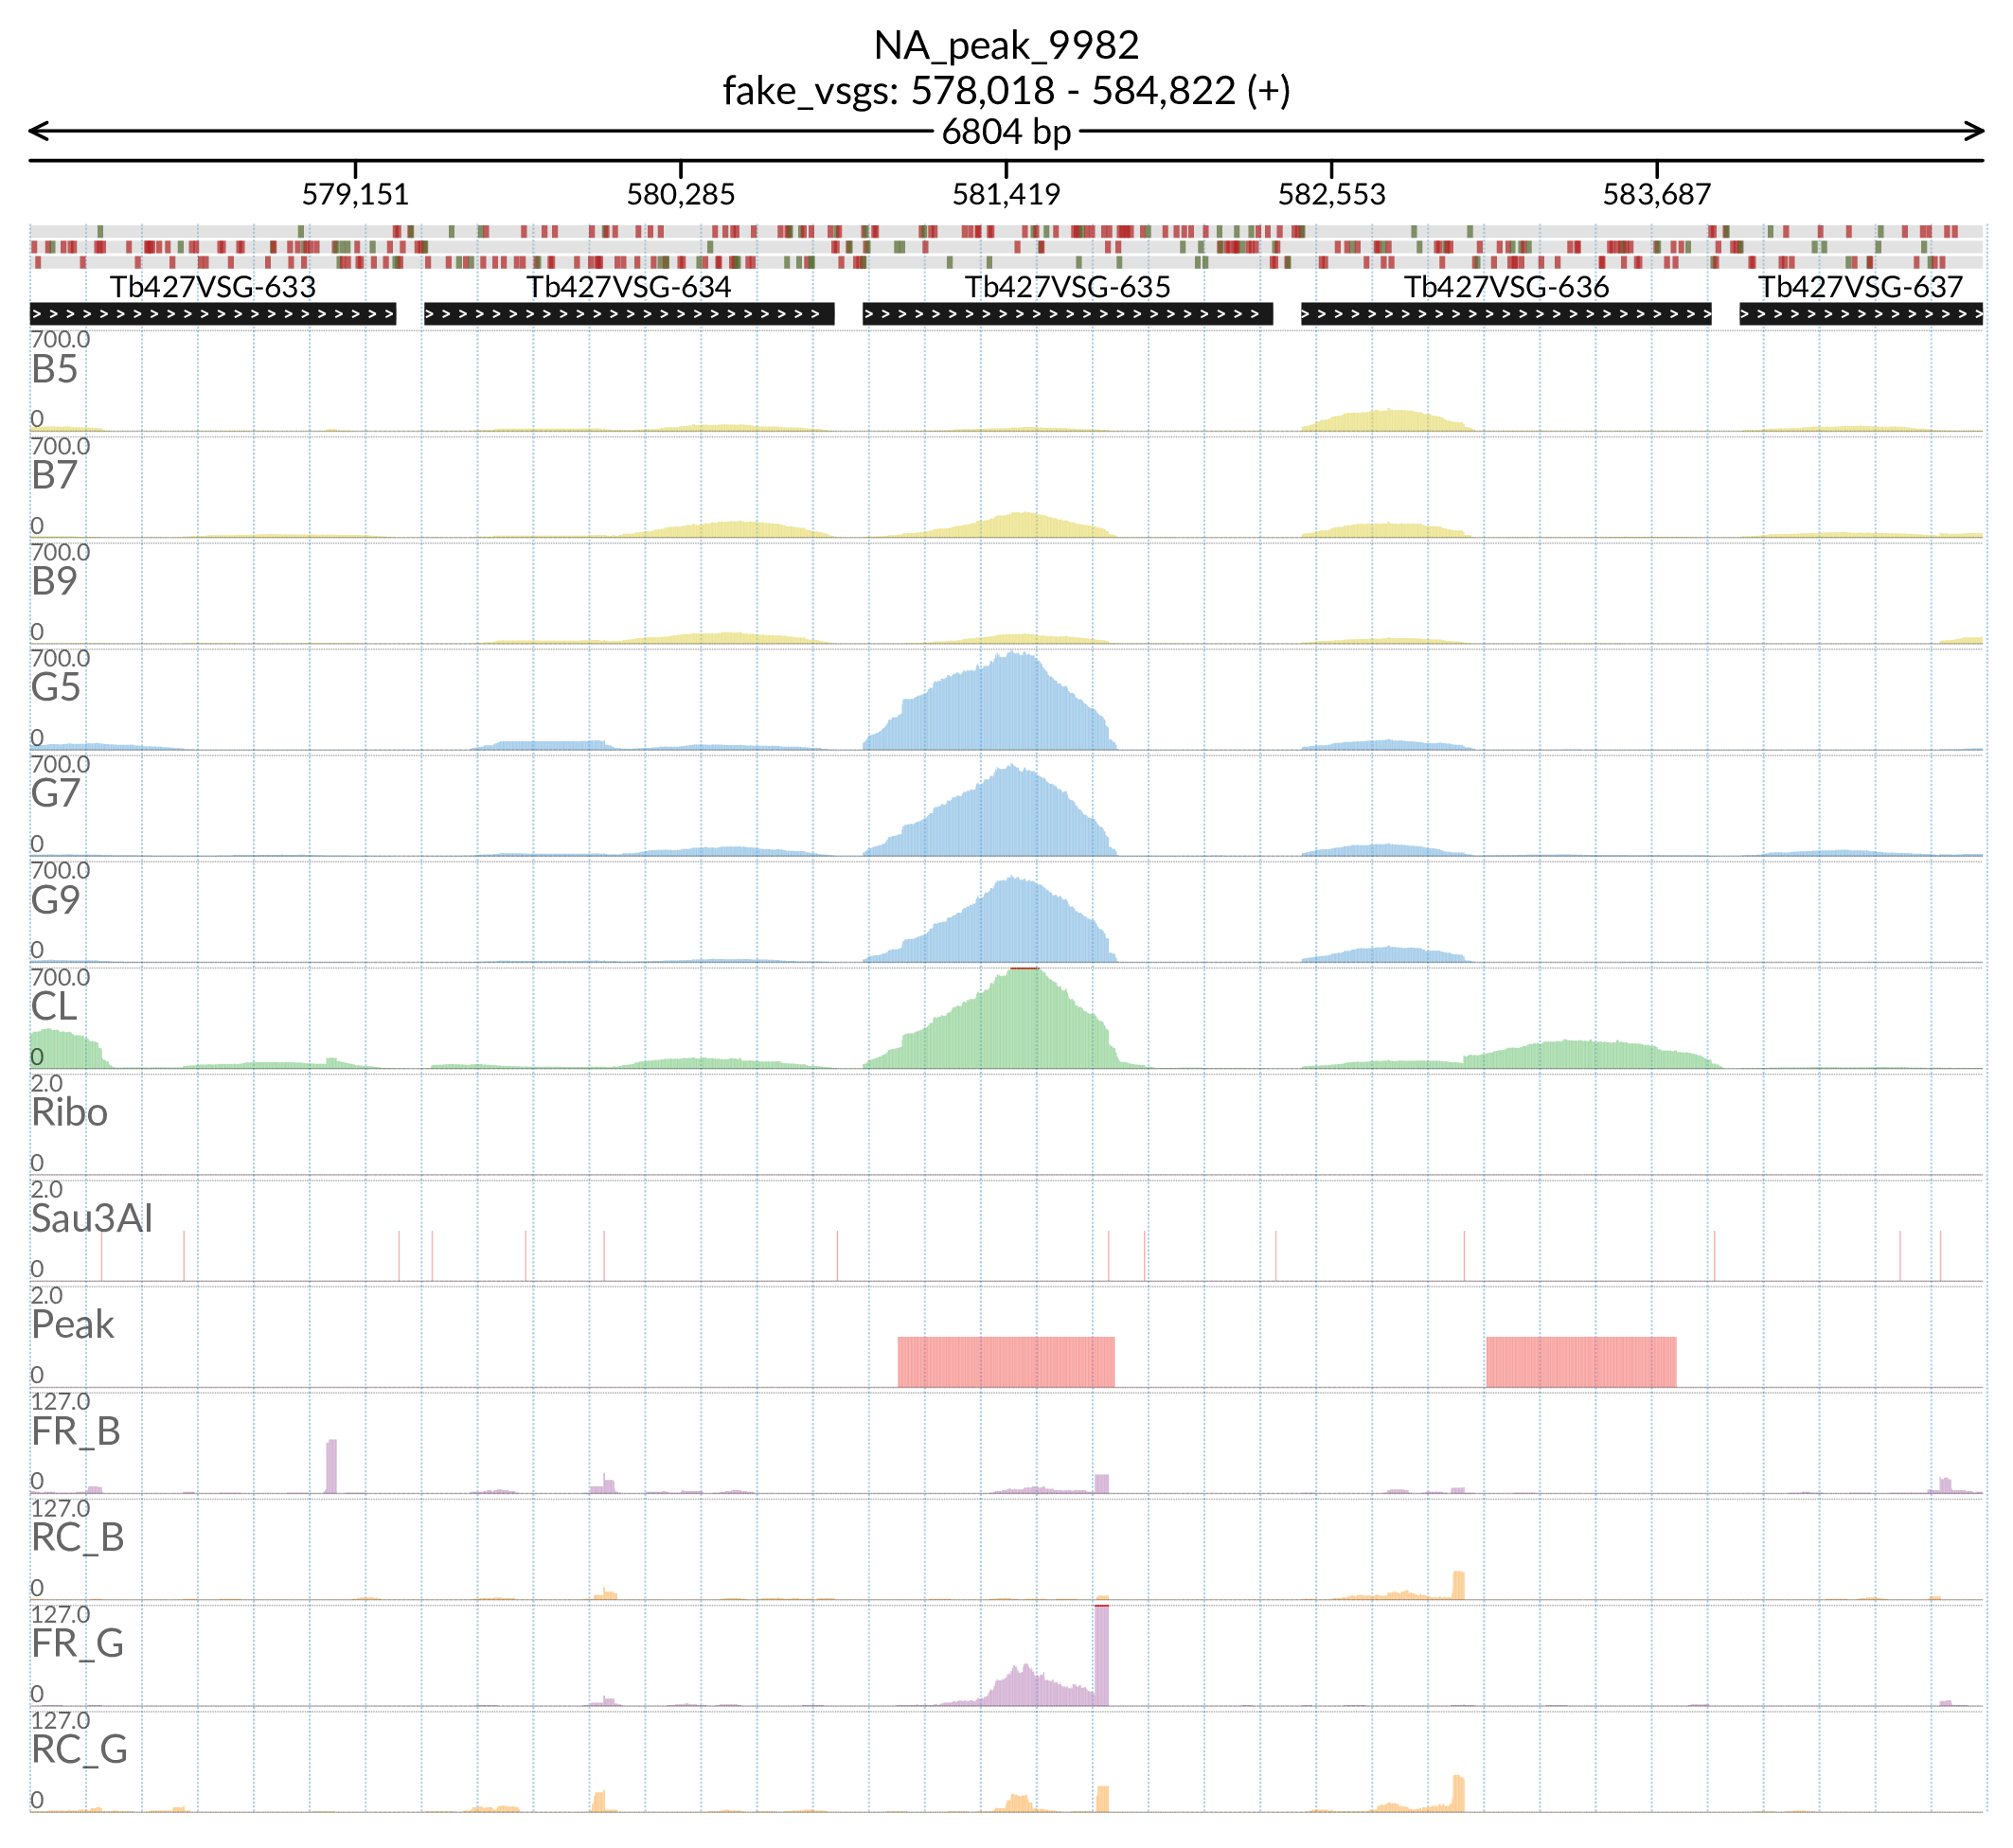 NA_peak_9982
fake_vsgs: 578,018 - 584,822 (+)
6804 bp
579,151 580,285 581,419 582,553 583,687
Tb427VSG-633 Tb427VSG-634 Tb427VSG-635 Tb427VSG-636 Tb427VSG-637
700.0
B5
0
700.0
B7
0
700.0
B9
0
700.0
G5
0
700.0
G7
0
700.0
G9
0
700.0
CL
0
2.0
Ribo
0
2.0
Sau3AI
0
2.0
Peak
0
127.0
FR_B
0
127.0
RC_B
0
127.0
FR_G
0
127.0
RC_G
0